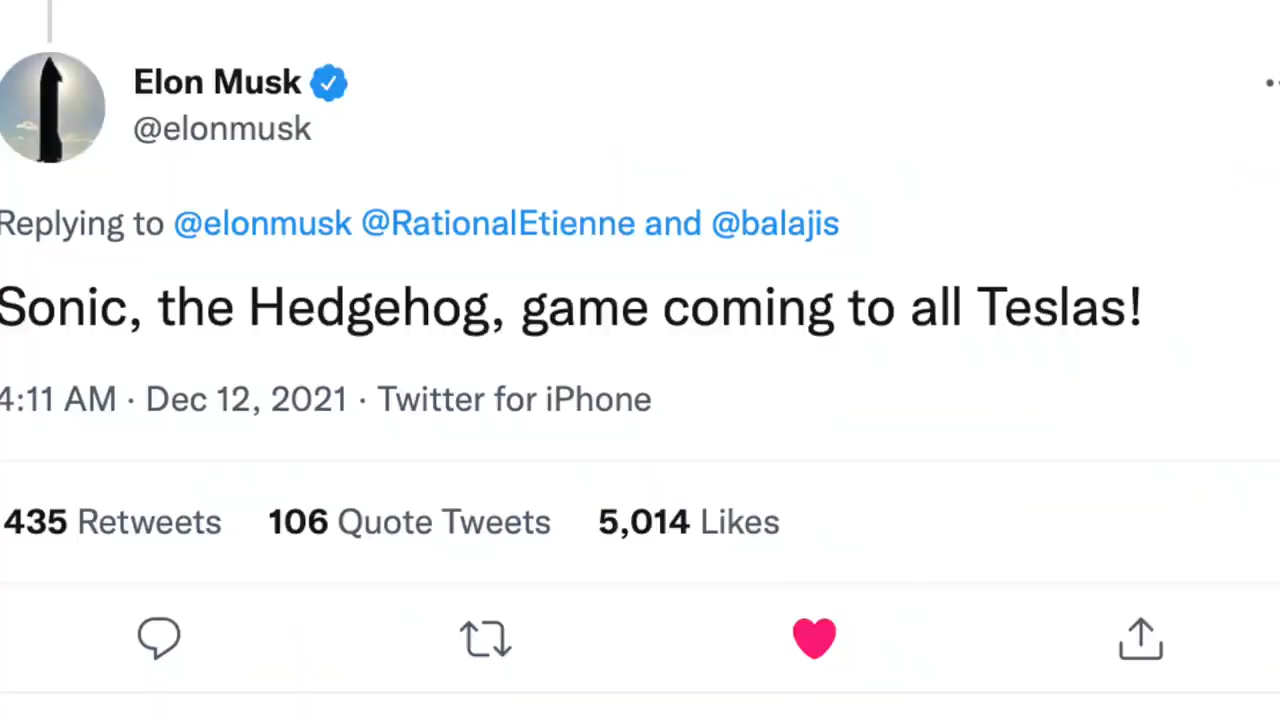 Elon Musk
@elonmusk
Replying to @elonmusk @RationalEtienne and @balajis
Sonic, the Hedgehog, game coming to all Teslas!
4:11 AM · Dec 12, 2021 · Twitter for iPhone
435 Retweets 106 Quote Tweets 5,014 Likes